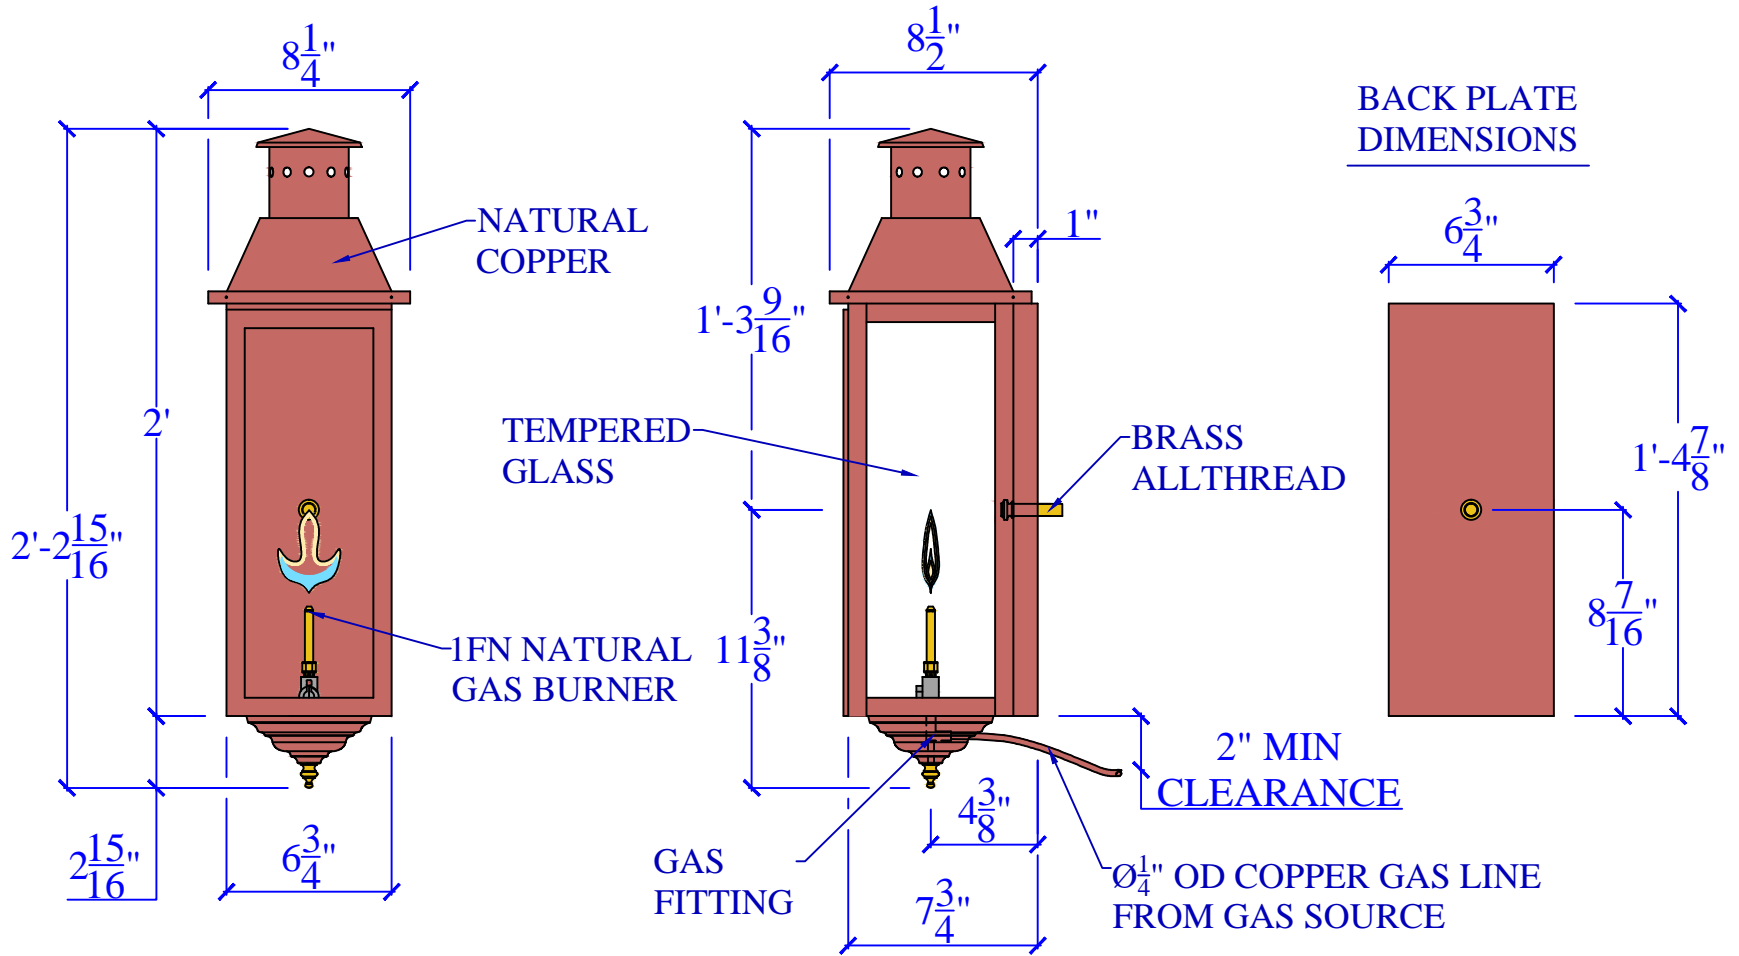 8 1/4"
8 1/2"
BACK PLATE
DIMENSIONS
NATURAL
COPPER
1"
6 3/4"
1'-3 9/16"
2'
TEMPERED
GLASS
BRASS
ALLTHREAD
1'-4 7/8"
2'-2 15/16"
8 7/16"
1FN NATURAL
GAS BURNER
11 3/8"
2" MIN
CLEARANCE
4 3/8"
2 15/16"
6 3/4"
GAS
FITTING
7 3/4"
Ø1/4" OD COPPER GAS LINE
FROM GAS SOURCE